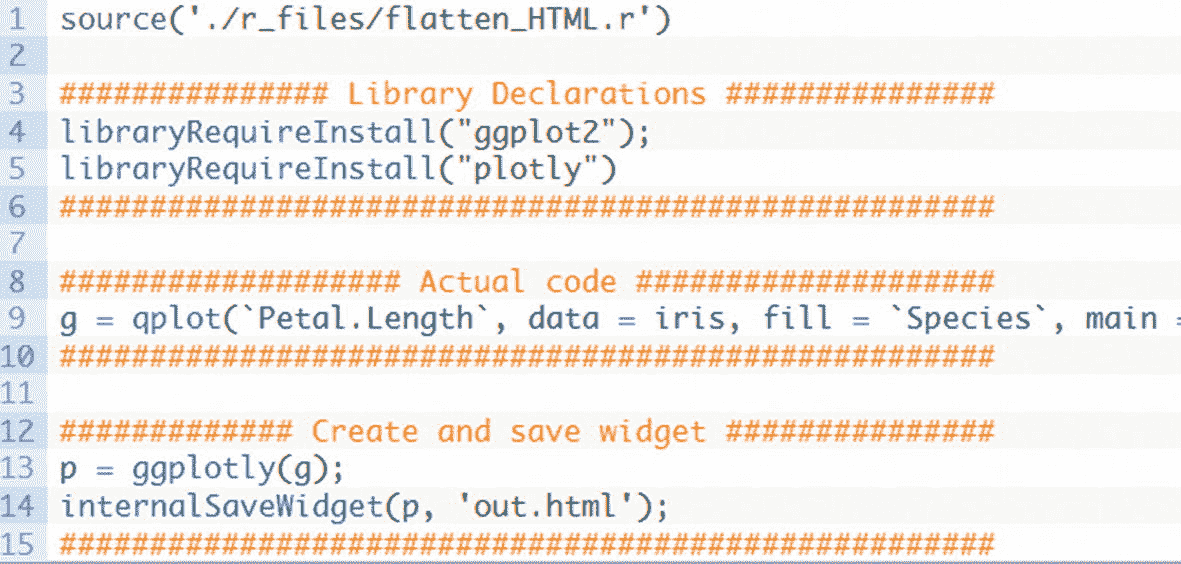 1 source('./r_files/flatten_HTML.r')
2
3 ############### Library Declarations ###############
4 libraryRequireInstall("ggplot2");
5 libraryRequireInstall("plotly")
6 ####################################################
7
8 ################### Actual code ####################
9 g = qplot(`Petal.Length`, data = iris, fill = `Species`, main =
10 ####################################################
11
12 ############# Create and save widget ###############
13 p = ggplotly(g);
14 internalSaveWidget(p, 'out.html');
15 ####################################################